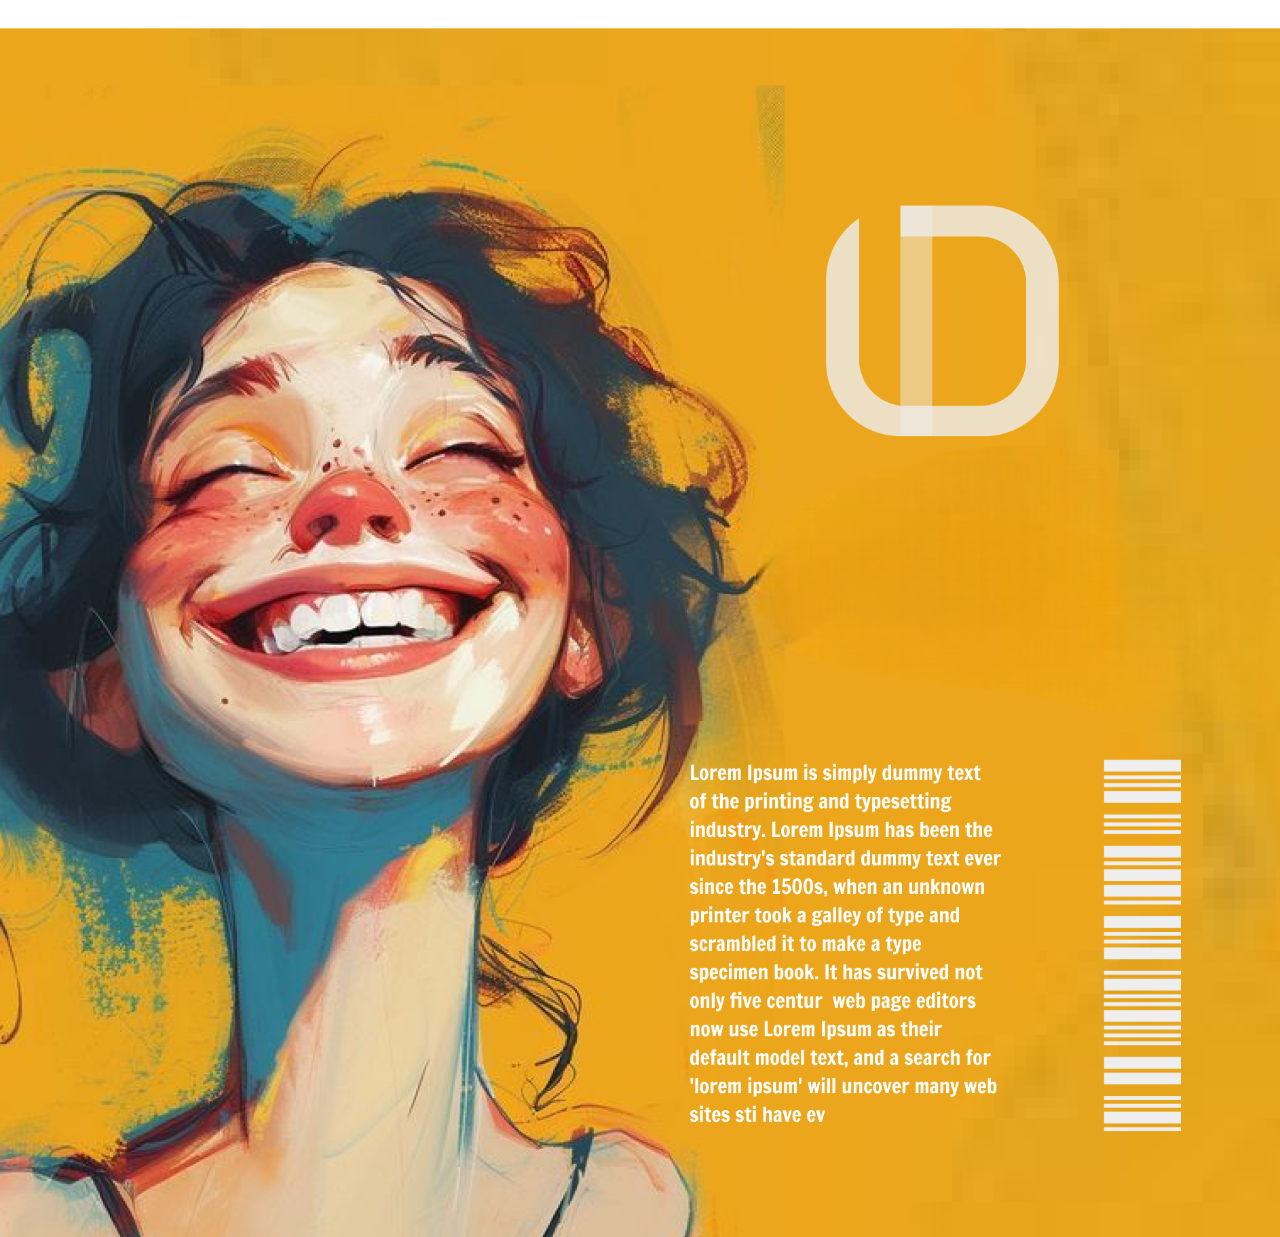 Lorem Ipsum is simply dummy text
of the printing and typesetting
industry. Lorem Ipsum has been the
industry's standard dummy text ever
since the 1500s, when an unknown
printer took a galley of type and
scrambled it to make a type
specimen book. It has survived not
only five centur  web page editors
now use Lorem Ipsum as their
default model text, and a search for
'lorem ipsum' will uncover many web
sites sti have ev